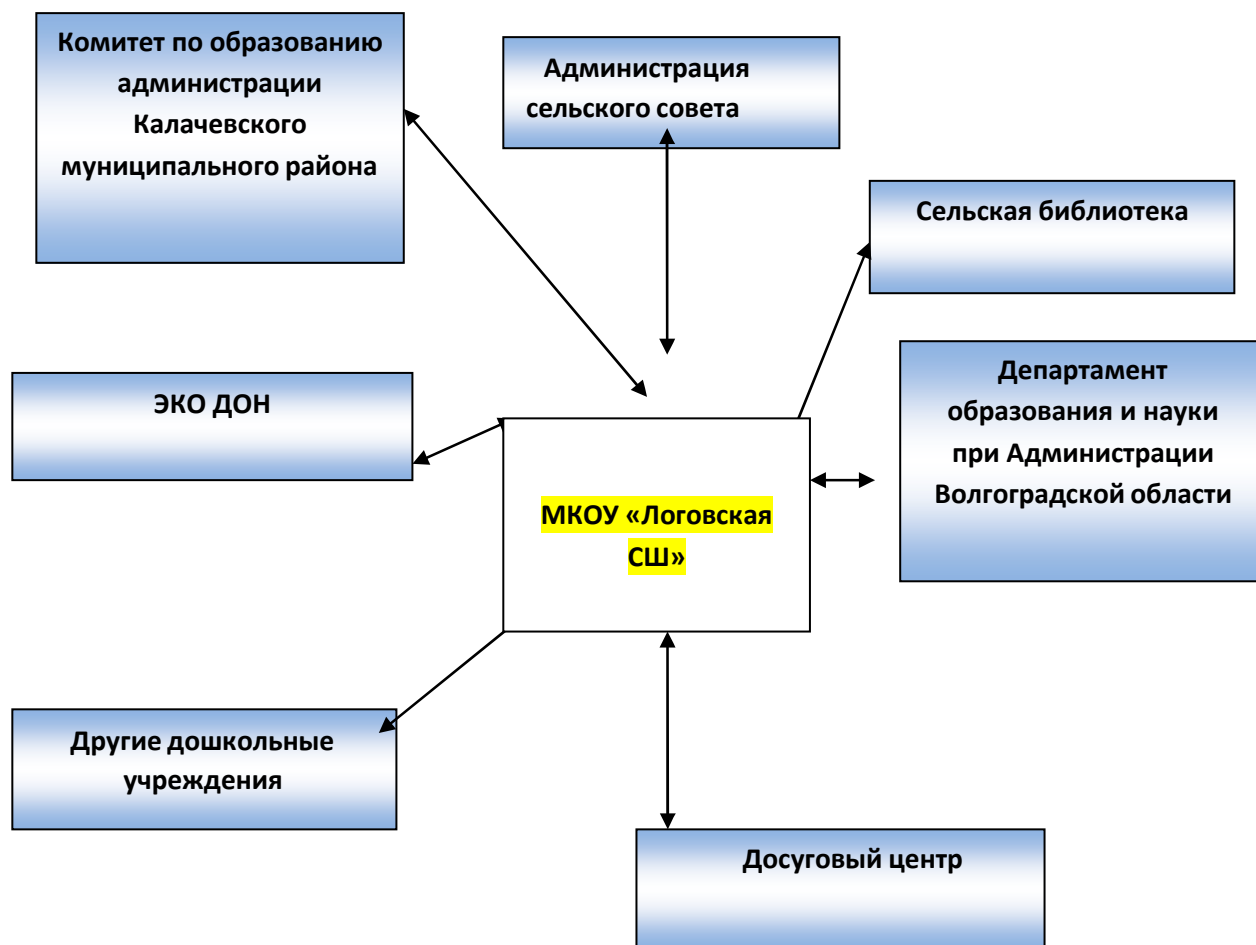 Комитет по образованию
администрации
Калачевского
муниципального района
Администрация
сельского совета
Сельская библиотека
ЭКО ДОН
Департамент
образования и науки
при Администрации
Волгоградской области
МКОУ «Логовская
СШ»
Другие дошкольные
учреждения
Досуговый центр